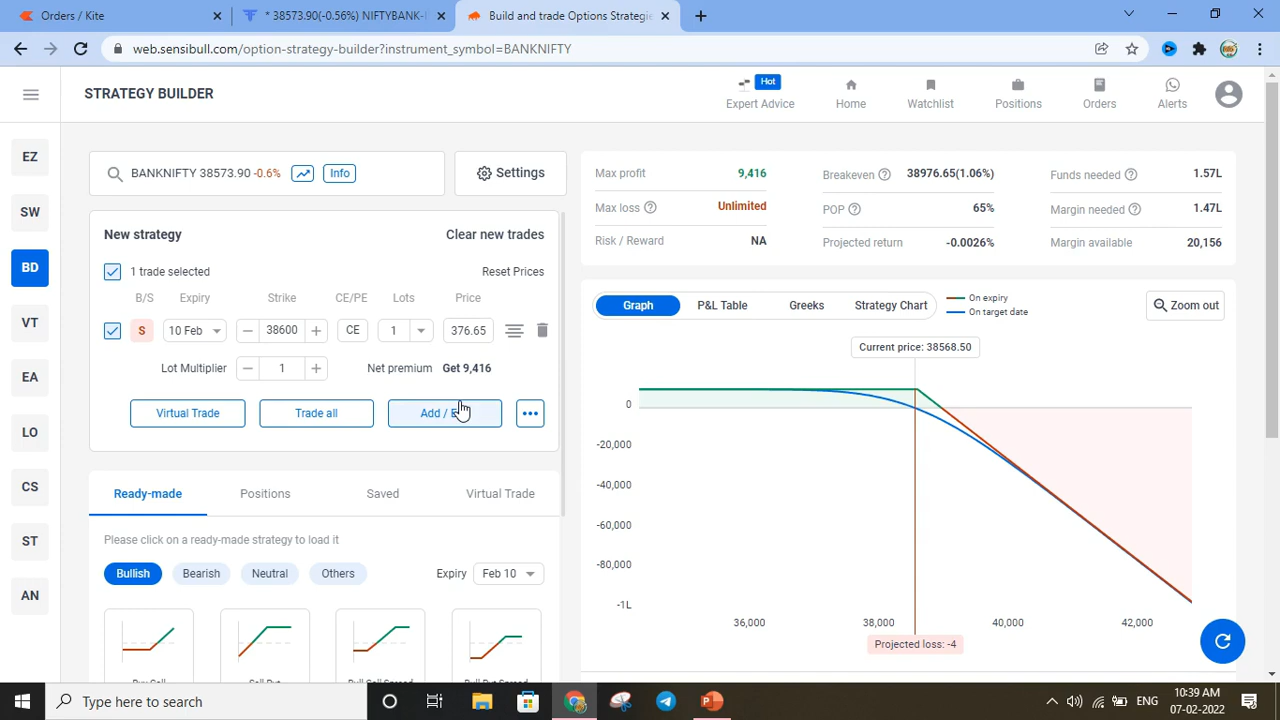 Orders / Kite
* 38573.90(-0.56%) NIFTYBANK-
Build and trade Options Strategie
web.sensibull.com/option-strategy-builder?instrument_symbol=BANKNIFTY
STRATEGY BUILDER
Hot
Expert Advice
Home
Watchlist
Positions
Orders
Alerts
EZ
SW
BD
VT
EA
LO
CS
ST
AN
BANKNIFTY 38573.90 -0.6%
Info
Settings
New strategy
Clear new trades
1 trade selected
Reset Prices
B/S Expiry Strike CE/PE Lots Price
S 10 Feb 38600 CE 1 376.65
Lot Multiplier 1 Net premium Get 9,416
Virtual Trade
Trade all
Add /
Ready-made
Positions
Saved
Virtual Trade
Please click on a ready-made strategy to load it
Bullish
Bearish
Neutral
Others
Expiry Feb 10
Max profit 9,416
Max loss Unlimited
Risk / Reward NA
Breakeven 38976.65(1.06%)
POP 65%
Projected return -0.0026%
Funds needed 1.57L
Margin needed 1.47L
Margin available 20,156
Graph
P&L Table
Greeks
Strategy Chart
On expiry
On target date
Zoom out
Current price: 38568.50
0
-20,000
-40,000
-60,000
-80,000
-1L
36,000
38,000
40,000
42,000
Projected loss: -4
Type here to search
ENG
10:39 AM
07-02-2022